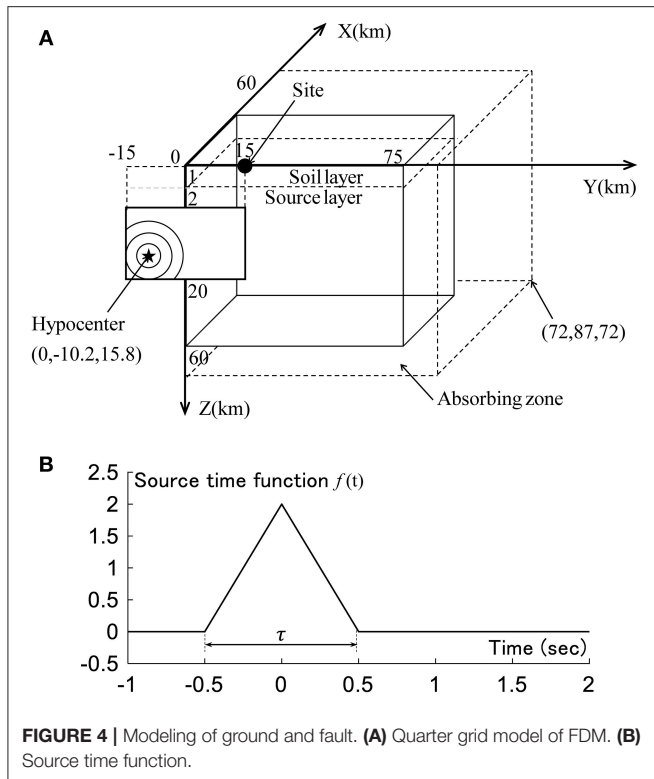 A
X(km)
60
Site
-15
0
15
75
1
Soil layer
Y(km)
2
Source layer
20
Hypocenter
(0,-10.2,15.8)
(72,87,72)
60
Absorbing zone
Z(km)
B
2.5
Source time function f(t)
2
1.5
1
0.5
τ
0
Time (sec)
-0.5
-1 -0.5 0 0.5 1 1.5 2
FIGURE 4 | Modeling of ground and fault. (A) Quarter grid model of FDM. (B)
Source time function.